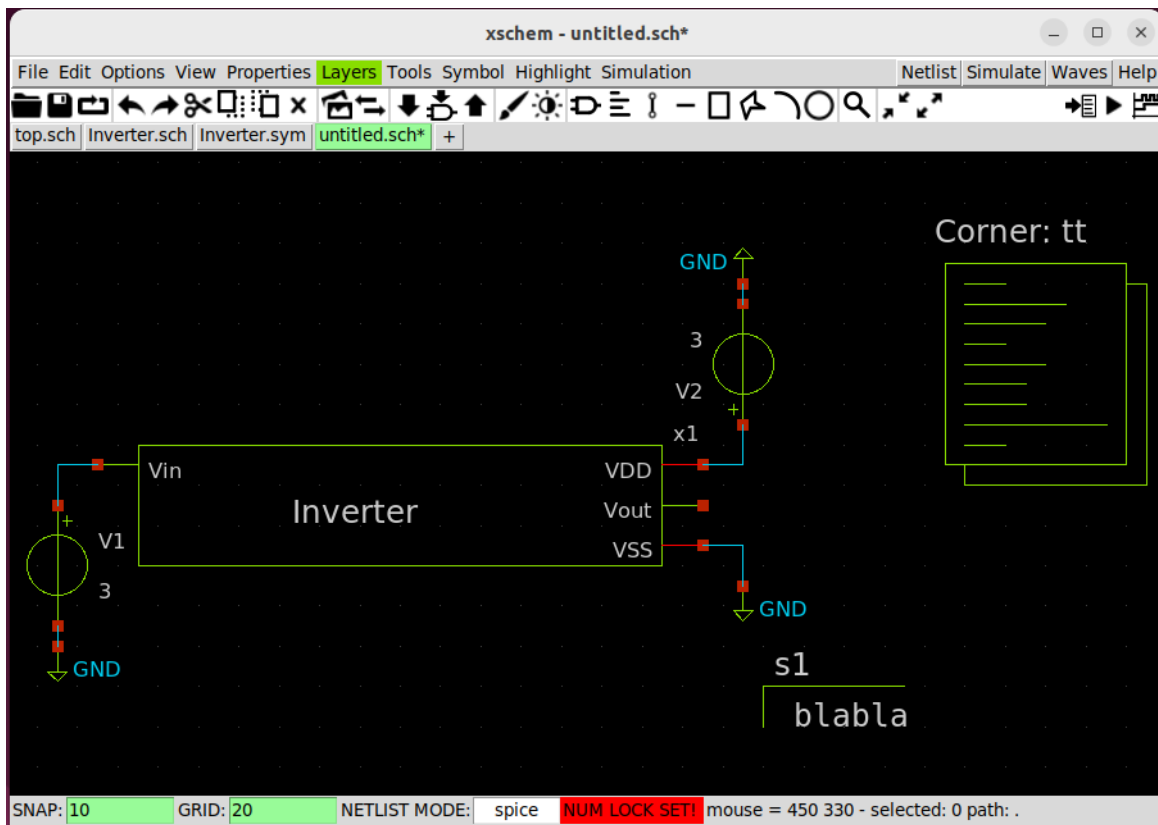 xschem - untitled.sch*
File Edit Options View Properties Layers Tools Symbol Highlight Simulation Netlist Simulate Waves Help
top.sch Inverter.sch Inverter.sym untitled.sch* +
Corner: tt
GND
3
V2
x1
Vin
VDD
Inverter
Vout
VSS
V1
3
GND
GND
s1
blabla
SNAP: 10 GRID: 20 NETLIST MODE: spice NUM LOCK SET! mouse = 450 330 - selected: 0 path: .